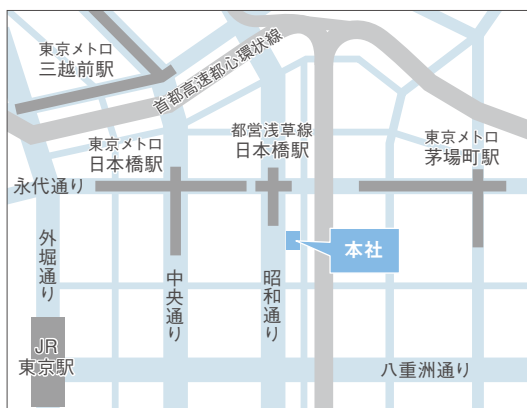 東京メトロ
三越前駅
首都高速都心環状線
東京メトロ
日本橋駅
都営浅草線
日本橋駅
東京メトロ
茅場町駅
永代通り
外堀通り
中央通り
昭和通り
本社
JR
東京駅
八重洲通り